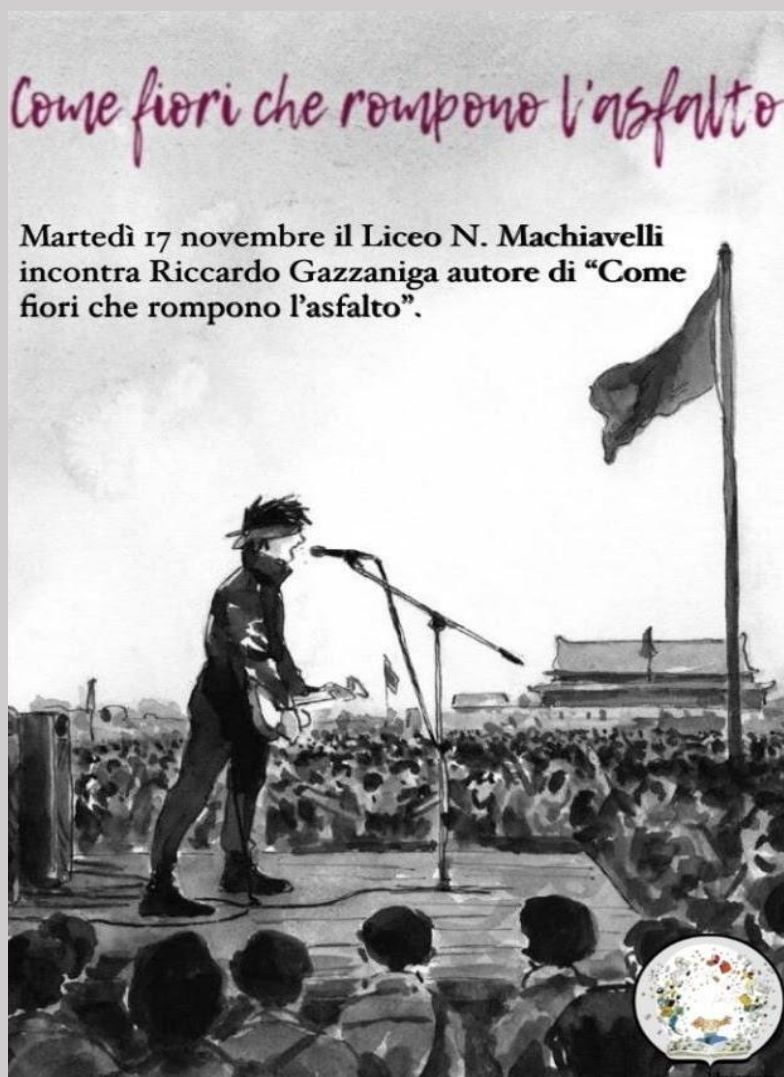 Come fiori che rompono l'asfalto
Martedì 17 novembre il Liceo N. Machiavelli
incontra Riccardo Gazzaniga autore di “Come
fiori che rompono l’asfalto”.